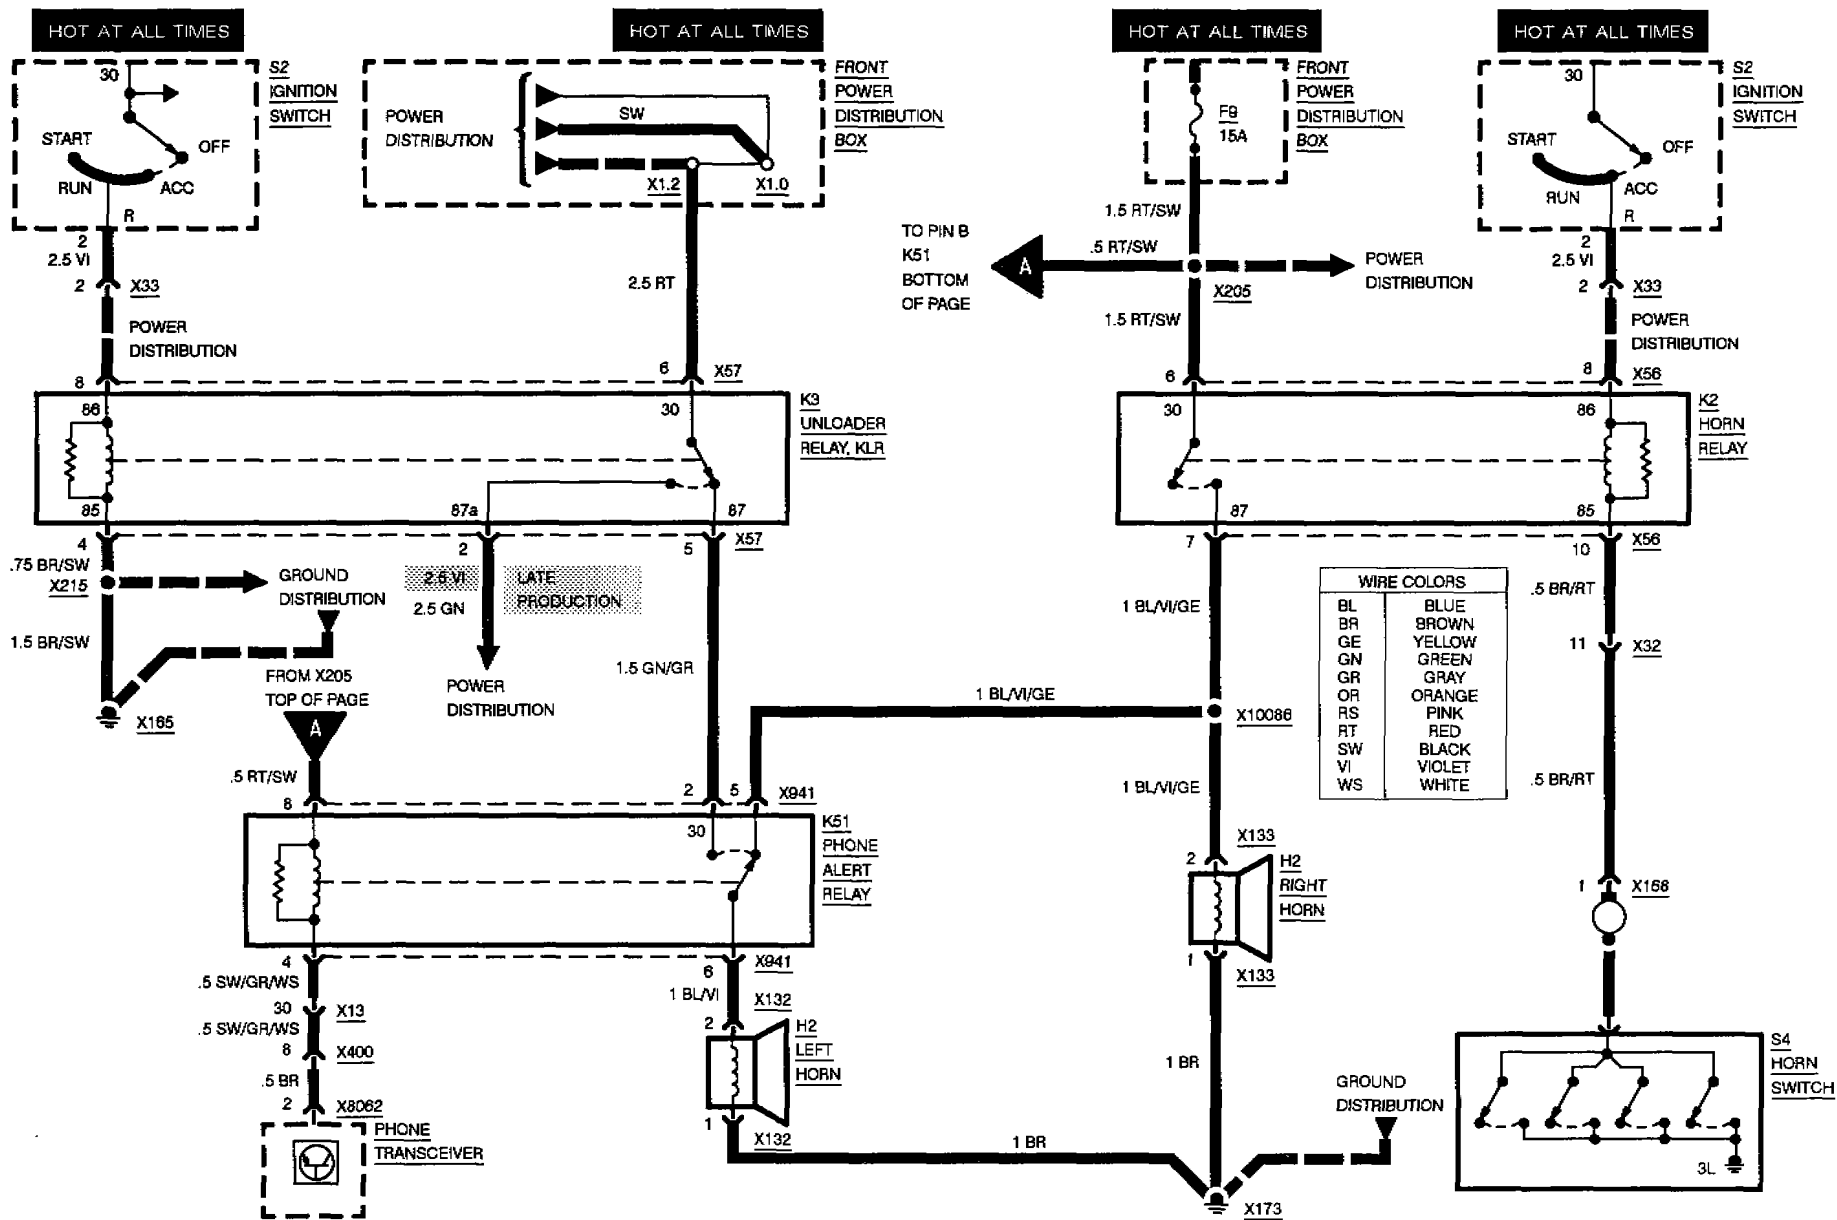 HOT AT ALL TIMES
HOT AT ALL TIMES
HOT AT ALL TIMES
HOT AT ALL TIMES
30
S2
IGNITION
SWITCH
START
OFF
RUN
ACC
R
2
2.5 VI
2
X33
POWER
DISTRIBUTION
8
POWER
DISTRIBUTION
SW
X1.2
X1.0
FRONT
POWER
DISTRIBUTION
BOX
2.5 RT
6
X57
F9
15A
FRONT
POWER
DISTRIBUTION
BOX
1.5 RT/SW
TO PIN B
K51
BOTTOM
OF PAGE
A
.5 RT/SW
POWER
DISTRIBUTION
X205
1.5 RT/SW
6
30
S2
IGNITION
SWITCH
START
OFF
RUN
ACC
R
2
2.5 VI
2
X33
POWER
DISTRIBUTION
8
X56
86
30
K3
UNLOADER
RELAY, KLR
85
87a
87
4
2
5
X57
30
86
K2
HORN
RELAY
87
85
7
10
X56
.75 BR/SW
X215
GROUND
DISTRIBUTION
1.5 BR/SW
X165
2.5 VI
LATE
PRODUCTION
2.5 GN
POWER
DISTRIBUTION
1.5 GN/GR
FROM X205
TOP OF PAGE
A
.5 RT/SW
8
2
5
X941
1 BL/VI/GE
1 BL/VI/GE
X10086
1 BL/VI/GE
WIRE COLORS
BL BLUE
BR BROWN
GE YELLOW
GN GREEN
GR GRAY
OR ORANGE
RS PINK
RT RED
SW BLACK
VI VIOLET
WS WHITE
.5 BR/RT
11
X32
.5 BR/RT
1
X168
30
K51
PHONE
ALERT
RELAY
4
6
X941
.5 SW/GR/WS
30
X13
.5 SW/GR/WS
8
X400
.5 BR
2
X8062
PHONE
TRANSCEIVER
1 BL/VI
X132
2
H2
LEFT
HORN
1
X132
1 BR
X133
2
H2
RIGHT
HORN
1
X133
1 BR
GROUND
DISTRIBUTION
X173
S4
HORN
SWITCH
3L